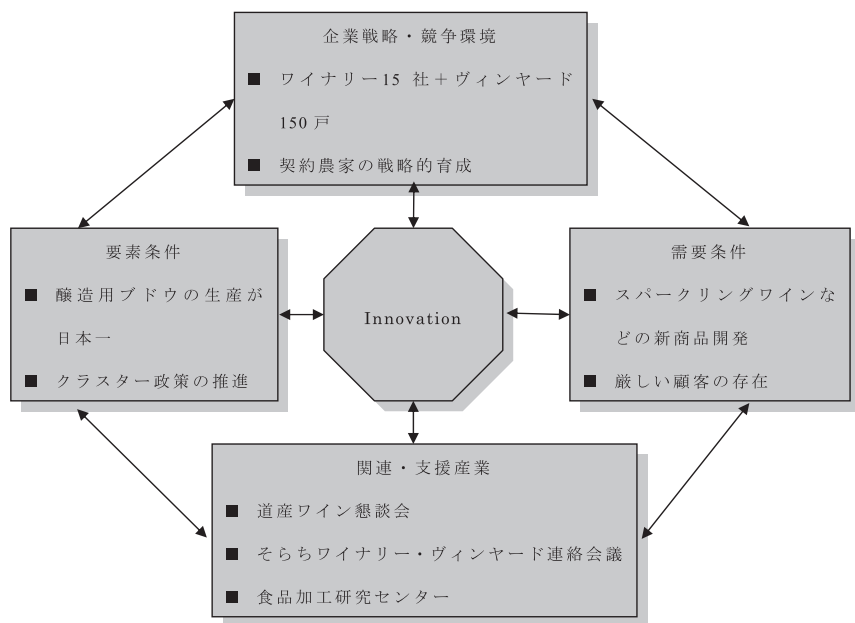 企業戦略・競争環境
■ ワイナリー15 社＋ヴィンヤード
150 戸
■ 契約農家の戦略的育成
要素条件
■ 醸造用ブドウの生産が
日本一
■ クラスター政策の推進
Innovation
需要条件
■ スパークリングワインな
どの新商品開発
■ 厳しい顧客の存在
関連・支援産業
■ 道産ワイン懇談会
■ そらちワイナリー・ヴィンヤード連絡会議
■ 食品加工研究センター